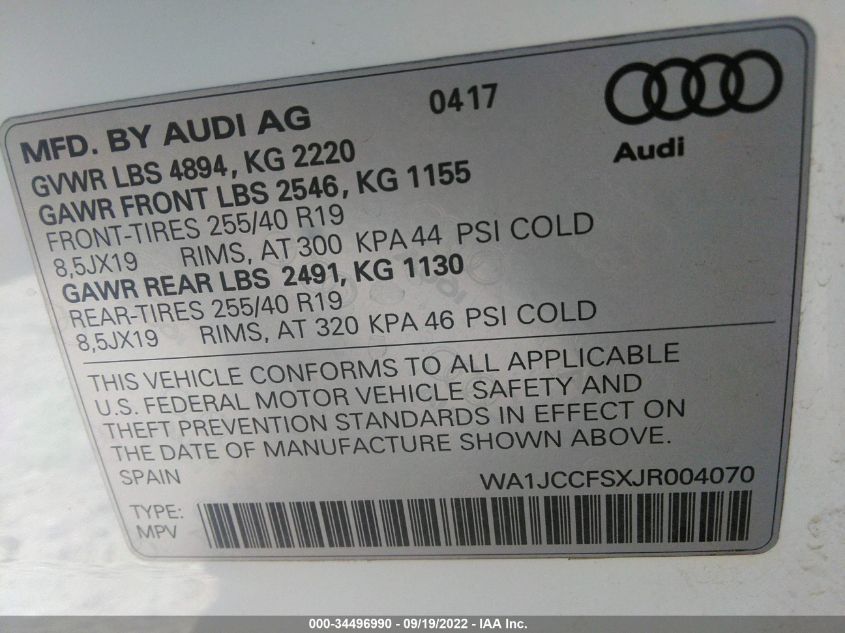 0417
Audi
MFD. BY AUDI AG
GVWR LBS 4894, KG 2220
GAWR FRONT LBS 2546, KG 1155
FRONT-TIRES 255/40 R19
8,5JX19 RIMS, AT 300 KPA 44 PSI COLD
GAWR REAR LBS 2491, KG 1130
REAR-TIRES 255/40 R19
8,5JX19 RIMS, AT 320 KPA 46 PSI COLD
THIS VEHICLE CONFORMS TO ALL APPLICABLE
U.S. FEDERAL MOTOR VEHICLE SAFETY AND
THEFT PREVENTION STANDARDS IN EFFECT ON
THE DATE OF MANUFACTURE SHOWN ABOVE.
SPAIN WA1JCCFSXJR004070
TYPE:
MPV
000-34496990 - 09/19/2022 - IAA Inc.